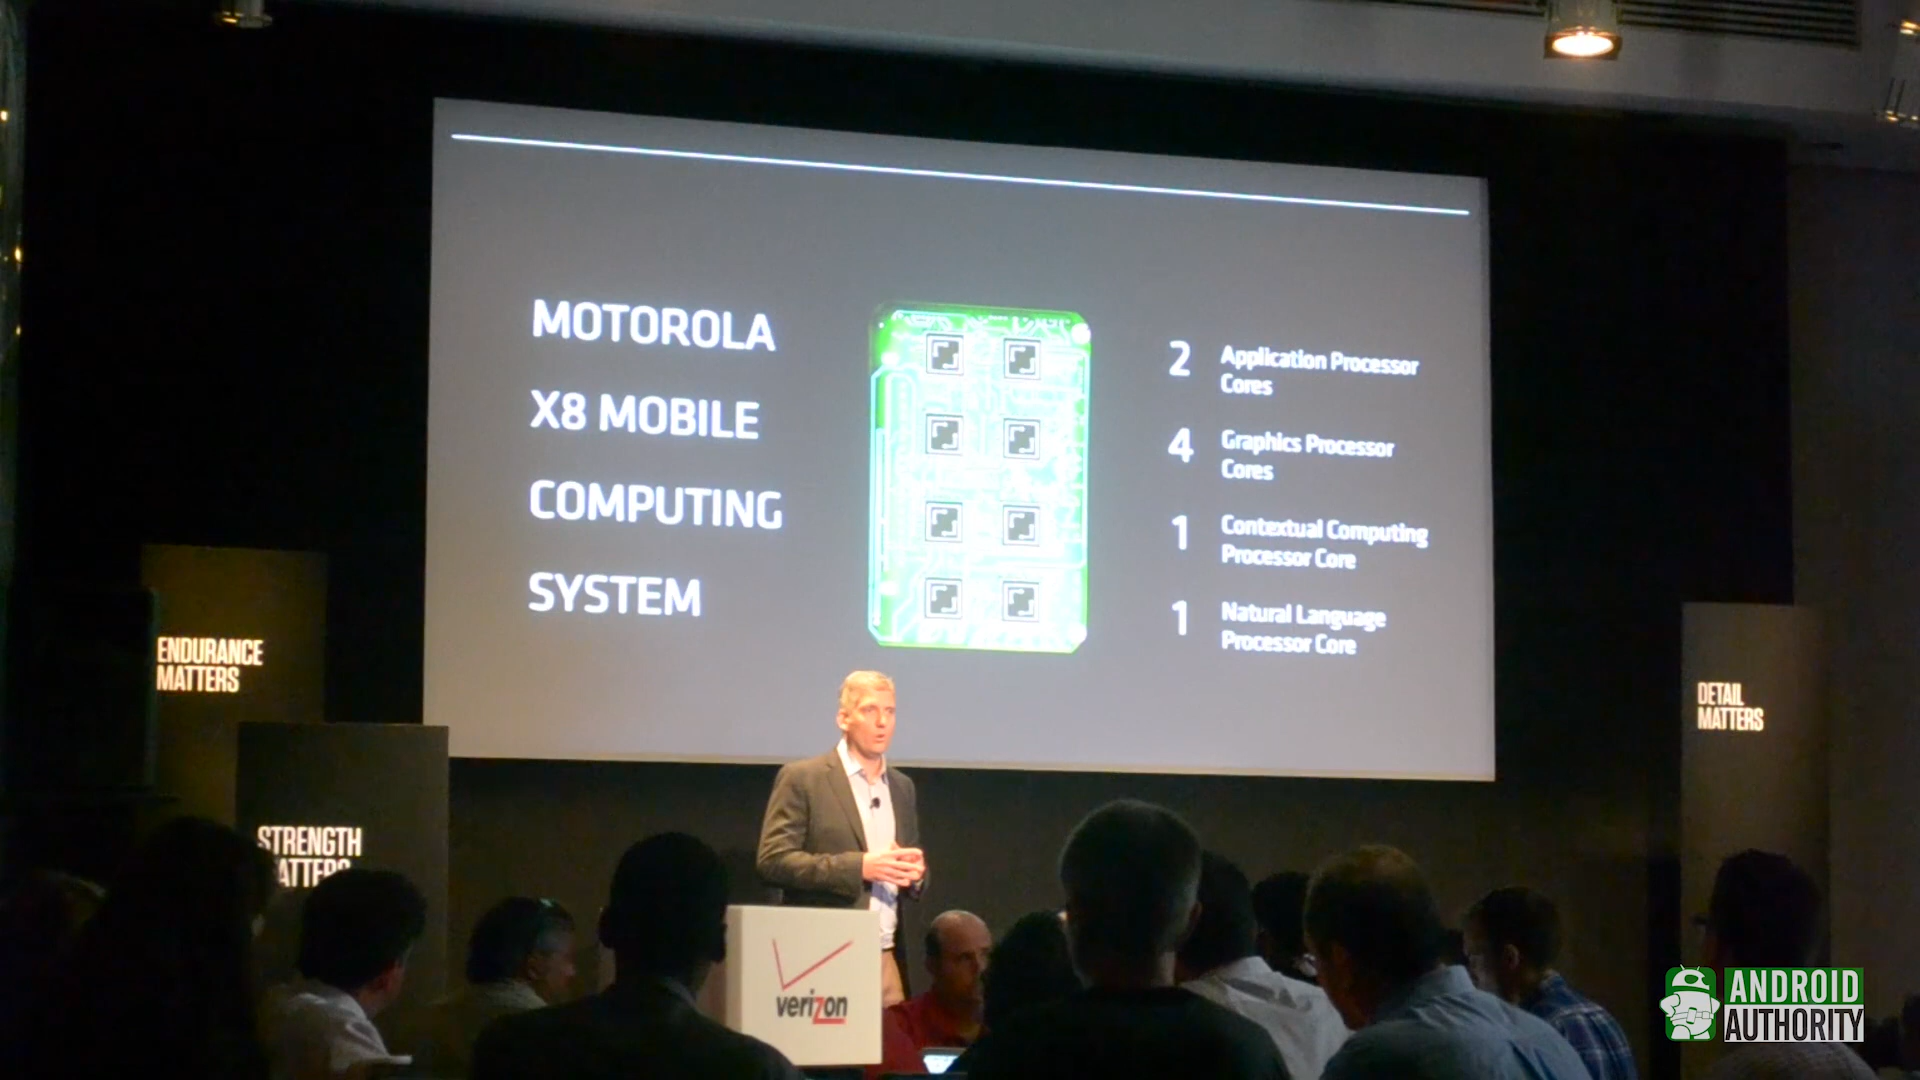 MOTOROLA
X8 MOBILE
COMPUTING
SYSTEM
2 Application Processor
Cores
4 Graphics Processor
Cores
1 Contextual Computing
Processor Core
1 Natural Language
Processor Core
ENDURANCE
MATTERS
STRENGTH
ATTERS
DETAIL
MATTERS
verizon
ANDROID
AUTHORITY